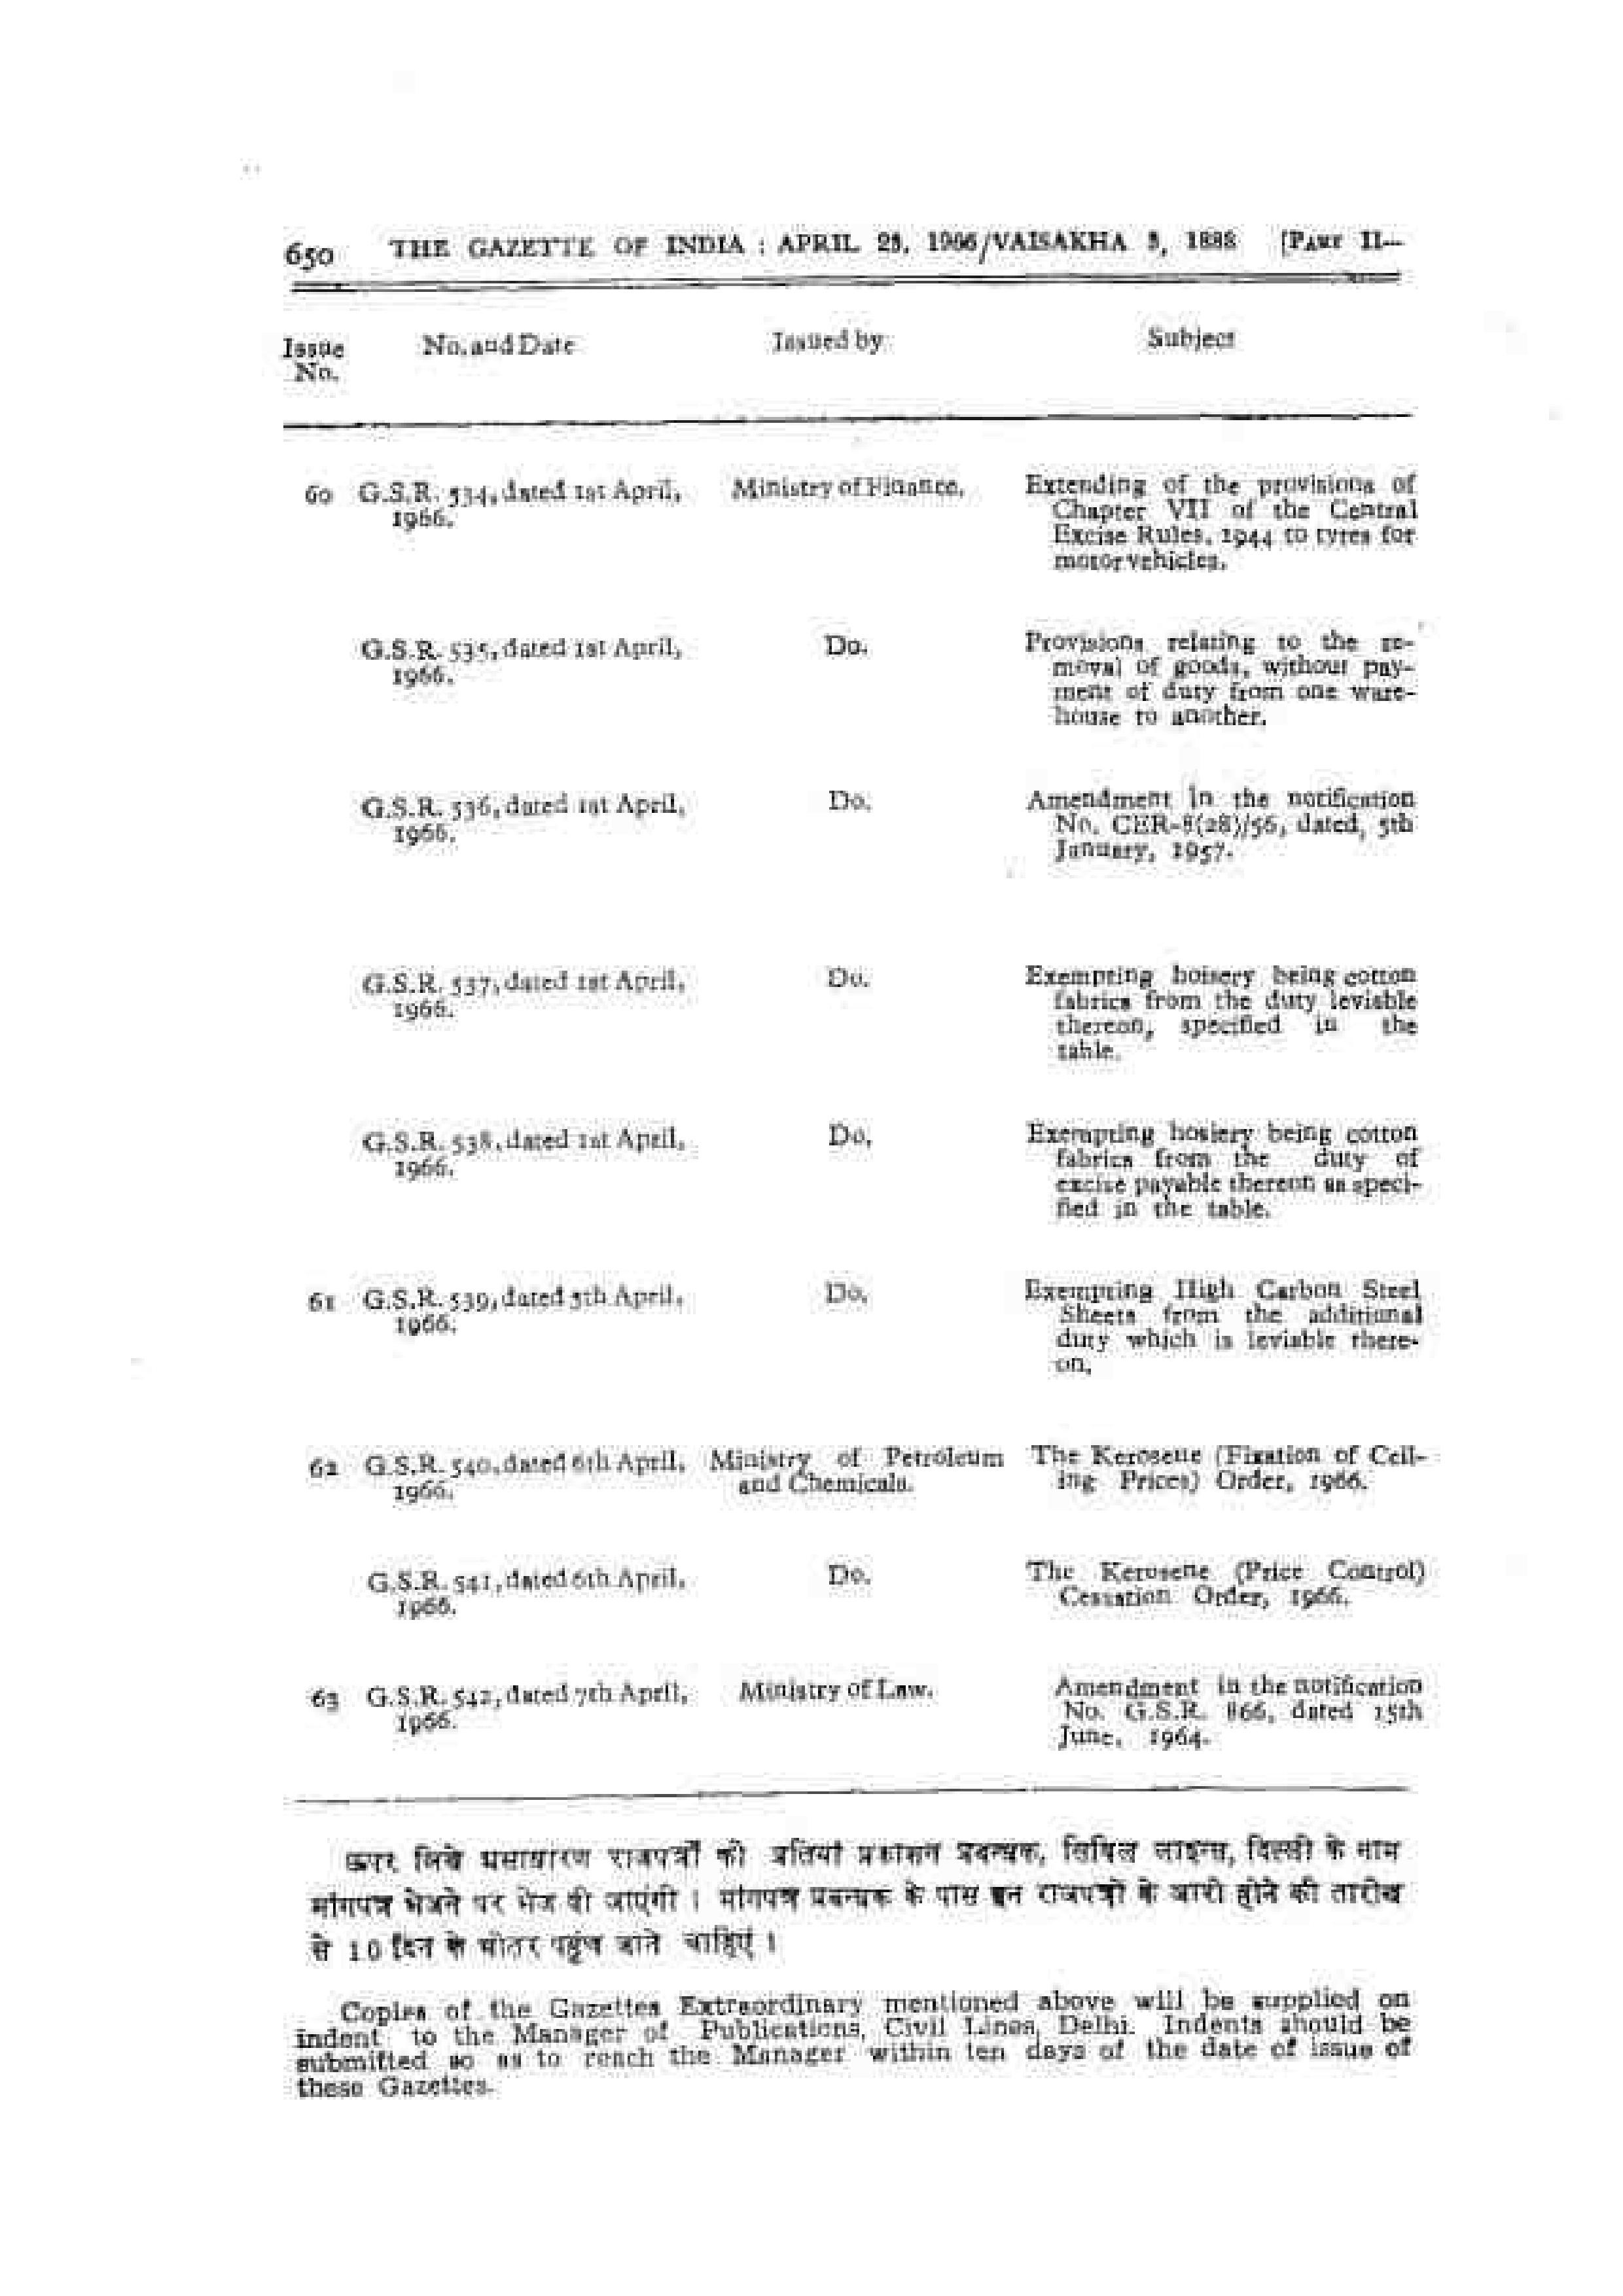 650 THE GAZETTE OF INDIA : APRIL 23, 1966/VAISAKHA 3, 1888 [PART II—
Issue No. No. and Date Issued by Subject
60 G.S.R. 534, dated 1st April, Ministry of Finance. Extending of the provisions of
1966. Chapter VII of the Central
Excise Rules, 1944 to tyres for
motor vehicles.
G.S.R. 535, dated 1st April, Do. Provisions relating to the re-
1966. moval of goods, without pay-
ment of duty from one ware-
house to another.
G.S.R. 536, dated 1st April, Do. Amendment in the notification
1966. No. CER-8(28)/56, dated, 5th
January, 1957.
G.S.R. 537, dated 1st April, Do. Exempting hoisery being cotton
1966. fabrics from the duty leviable
thereon, specified in the
table.
G.S.R. 538, dated 1st April, Do. Exempting hosiery being cotton
1966. fabrics from the duty of
excise payable thereon as speci-
fied in the table.
61 G.S.R. 539, dated 5th April, Do. Exempting High Carbon Steel
1966. Sheets from the additional
duty which is leviable there-
on.
62 G.S.R. 540, dated 6th April, Ministry of Petroleum The Kerosene (Fixation of Ceil-
1966. and Chemicals. ing Prices) Order, 1966.
G.S.R. 541, dated 6th April, Do. The Kerosene (Price Control)
1966. Cessation Order, 1966.
63 G.S.R. 542, dated 7th April, Ministry of Law. Amendment in the notification
1966. No. G.S.R. 866, dated 15th
June, 1964.
ऊपर लिखे असाधारण राजपत्रों की प्रतियां प्रकाशन प्रबन्धक, सिविल लाइन्स, दिल्ली के नाम
मांगपत्र भेजने पर भेज दी जाएंगी । मांगपत्र प्रबन्धक के पास इन राजपत्रों के जारी होने की तारीख
से 10 दिन के भीतर पहुंच जाने चाहिएं ।
Copies of the Gazettes Extraordinary mentioned above will be supplied on
indent to the Manager of Publications, Civil Lines, Delhi. Indents should be
submitted so as to reach the Manager within ten days of the date of issue of
these Gazettes.